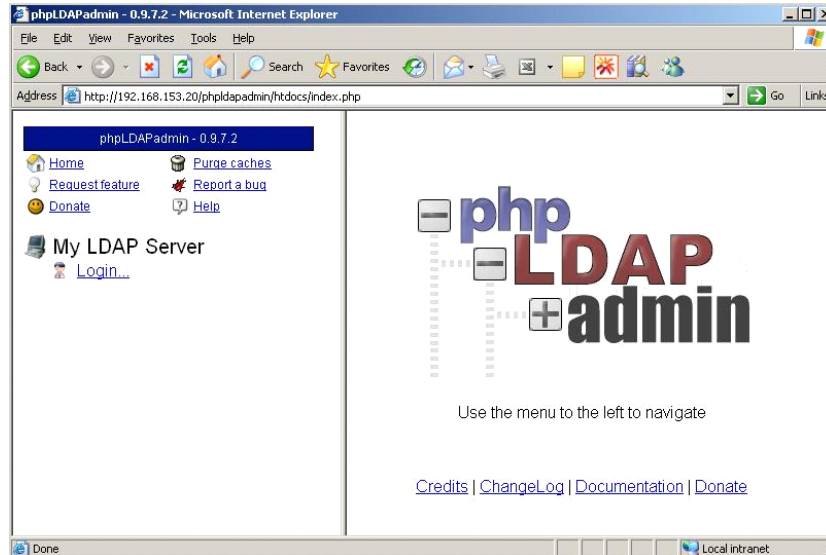 phpLDAPadmin - 0.9.7.2 - Microsoft Internet Explorer
File Edit View Favorites Tools Help
Back Search Favorites
Address http://192.168.153.20/phpldapadmin/htdocs/index.php Go Links
phpLDAPadmin - 0.9.7.2
Home Purge caches
Request feature Report a bug
Donate Help
My LDAP Server
Login...
php
LDAP
admin
Use the menu to the left to navigate
Credits | ChangeLog | Documentation | Donate
Done Local intranet